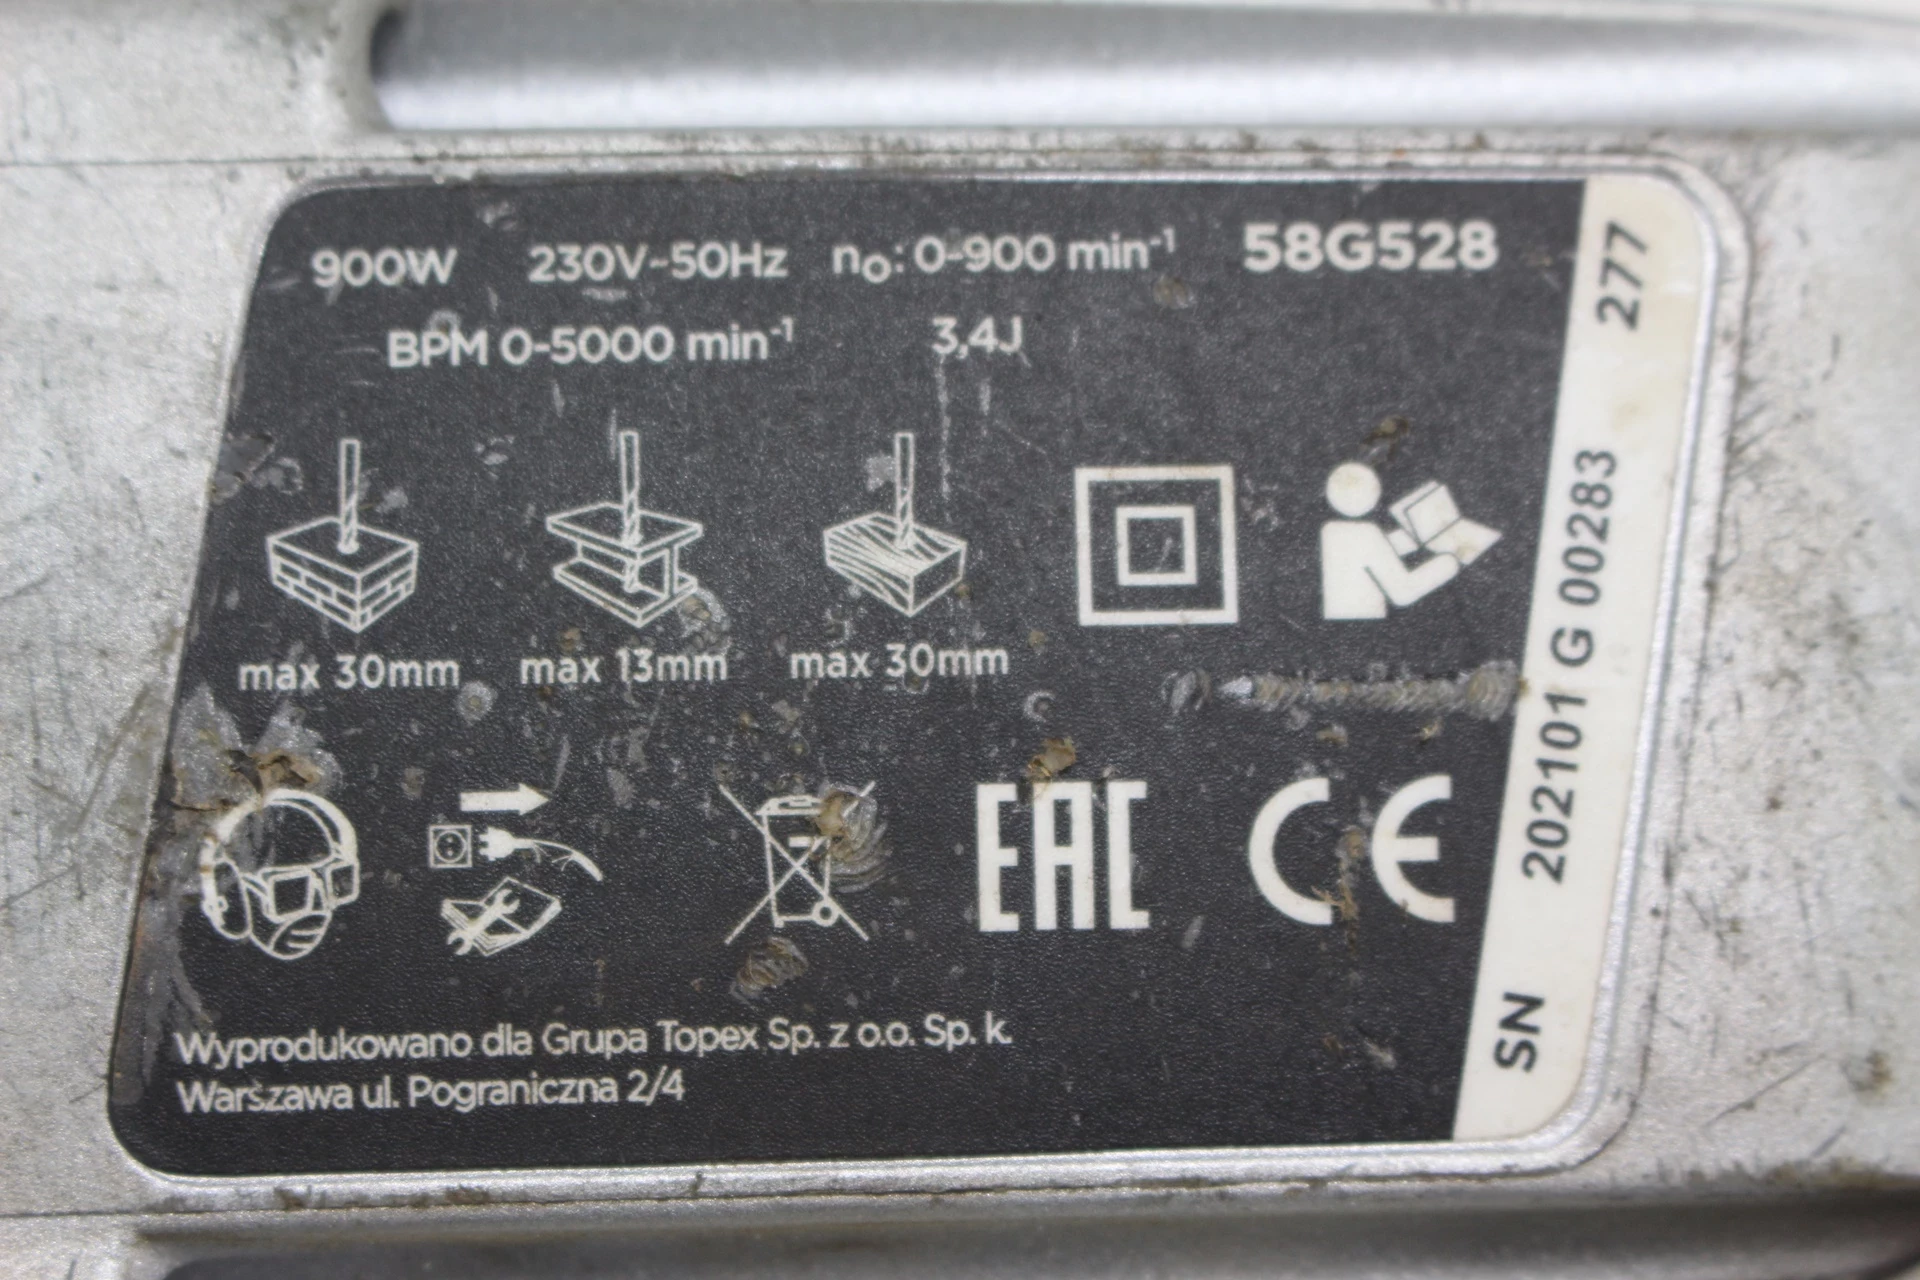 900W 230V~50Hz no: 0-900 min-1 58G528
BPM 0-5000 min-1 3,4J
max 30mm max 13mm max 30mm
EAC CE
Wyprodukowano dla Grupa Topex Sp. z o.o. Sp. k.
Warszawa ul. Pograniczna 2/4
SN 202101 G 00283 277